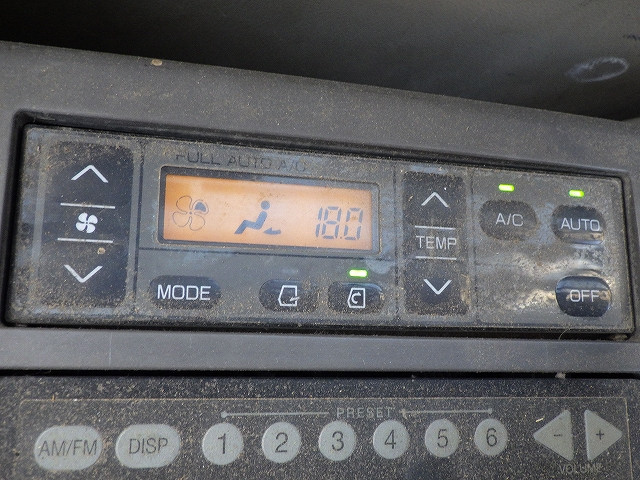 FULL AUTO A/C
18.0
MODE
TEMP
A/C
AUTO
OFF
PRESET
AM/FM
DISP
1
2
3
4
5
6
-
+
VOLUME